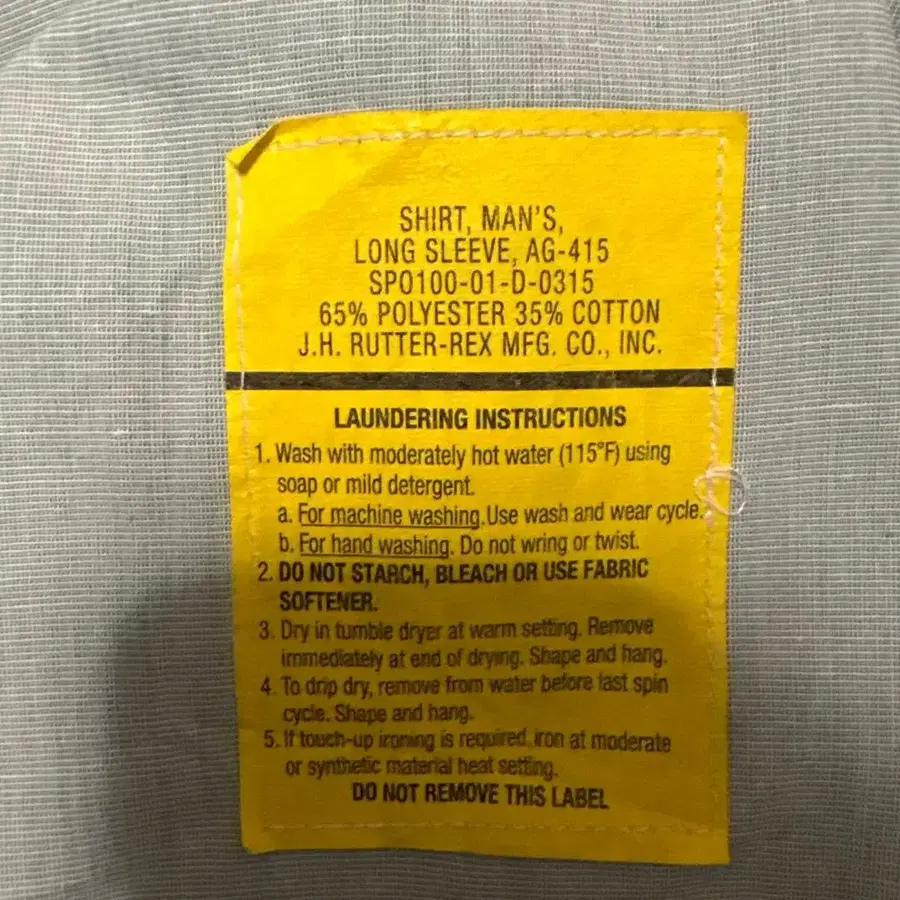 SHIRT, MAN'S,
LONG SLEEVE, AG-415
SPO100-01-D-0315
65% POLYESTER 35% COTTON
J.H. RUTTER-REX MFG. CO., INC.
LAUNDERING INSTRUCTIONS
1. Wash with moderately hot water (115°F) using
soap or mild detergent.
a. For machine washing. Use wash and wear cycle.
b. For hand washing. Do not wring or twist.
2. DO NOT STARCH, BLEACH OR USE FABRIC
SOFTENER.
3. Dry in tumble dryer at warm setting. Remove
immediately at end of drying. Shape and hang.
4. To drip dry, remove from water before last spin
cycle. Shape and hang.
5. If touch-up ironing is required, iron at moderate
or synthetic material heat setting.
DO NOT REMOVE THIS LABEL